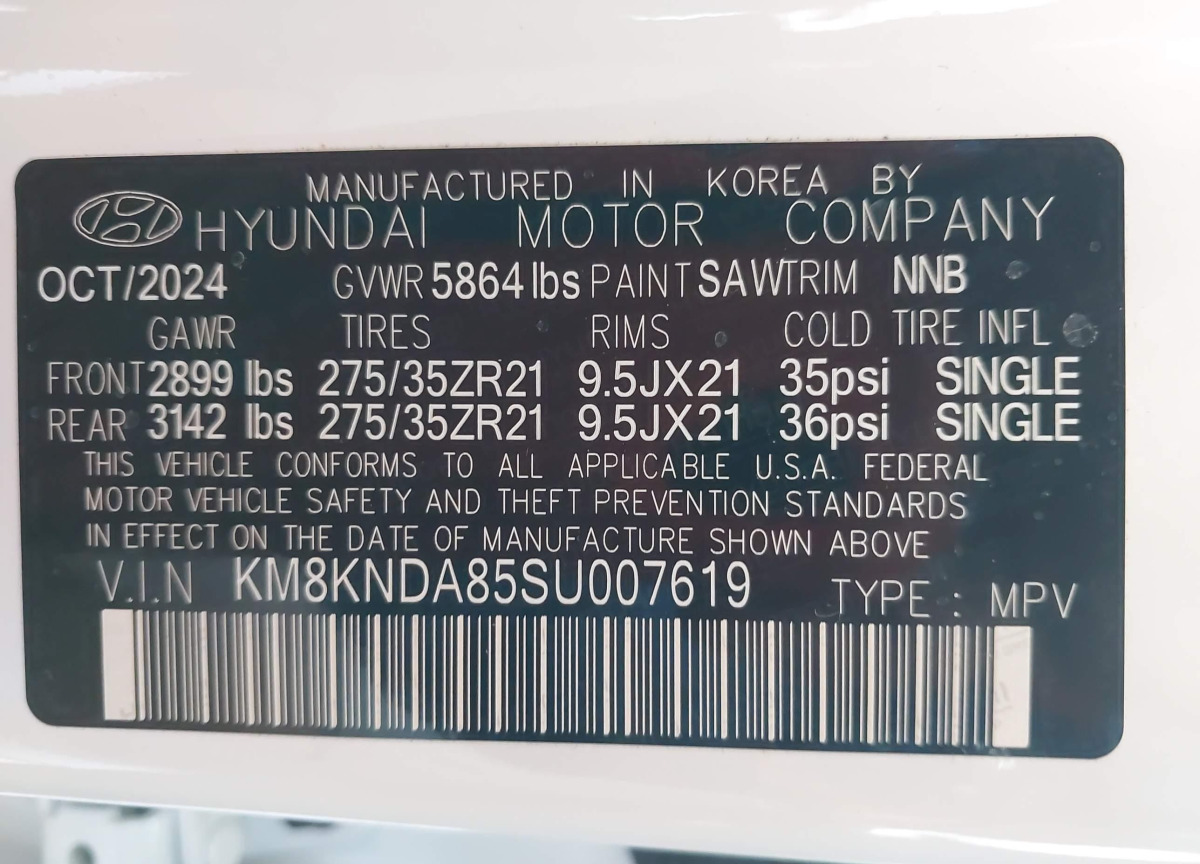 MANUFACTURED IN KOREA BY
HYUNDAI MOTOR COMPANY
OCT/2024 GVWR 5864 lbs PAINT SAW TRIM NNB
GAWR TIRES RIMS COLD TIRE INFL
FRONT 2899 lbs 275/35ZR21 9.5JX21 35psi SINGLE
REAR 3142 lbs 275/35ZR21 9.5JX21 36psi SINGLE
THIS VEHICLE CONFORMS TO ALL APPLICABLE U.S.A. FEDERAL
MOTOR VEHICLE SAFETY AND THEFT PREVENTION STANDARDS
IN EFFECT ON THE DATE OF MANUFACTURE SHOWN ABOVE
V.I.N KM8KNDA85SU007619 TYPE : MPV